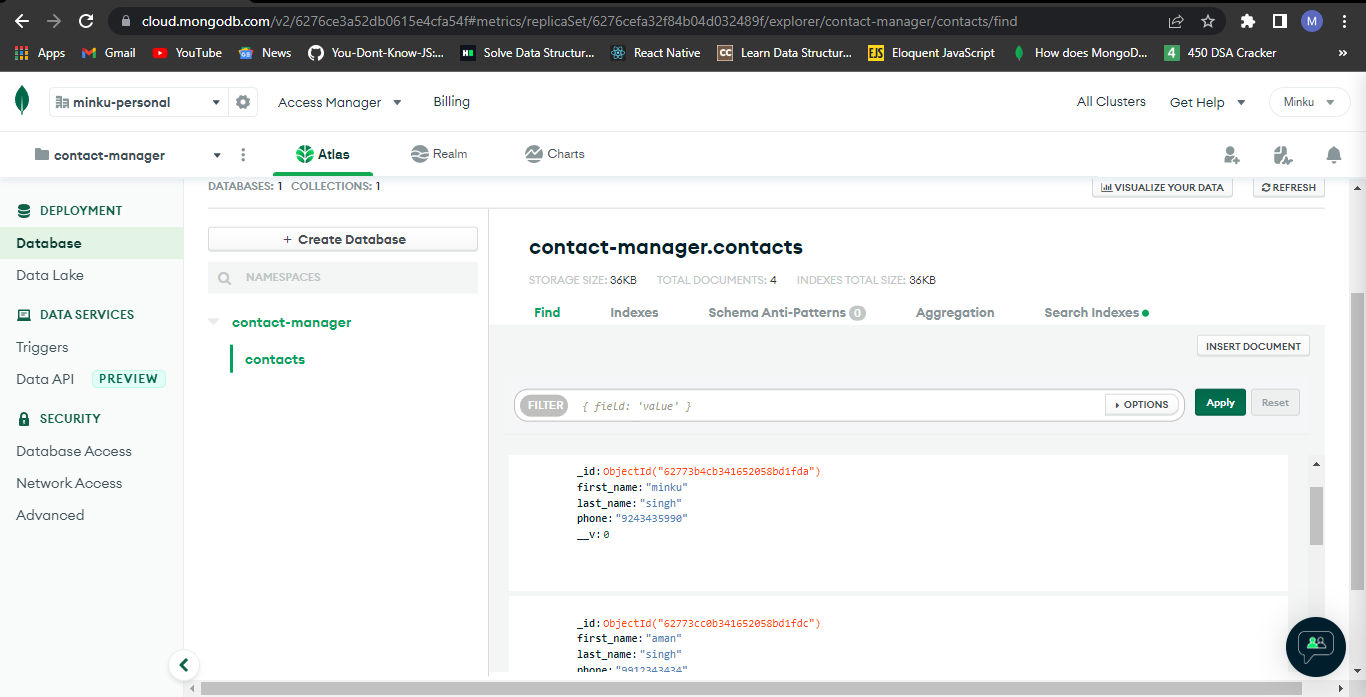 cloud.mongodb.com/v2/6276ce3a52db0615e4cfa54f#metrics/replicaSet/6276cefa32f84b04d032489f/explorer/contact-manager/contacts/find
M
Apps Gmail YouTube News You-Dont-Know-JS:... Solve Data Structur... React Native Learn Data Structur... Eloquent JavaScript How does MongoD... 450 DSA Cracker »
minku-personal Access Manager Billing All Clusters Get Help Minku
contact-manager Atlas Realm Charts
DATABASES: 1 COLLECTIONS: 1 VISUALIZE YOUR DATA REFRESH
DEPLOYMENT
Database
Data Lake
DATA SERVICES
Triggers
Data API PREVIEW
SECURITY
Database Access
Network Access
Advanced
+ Create Database
NAMESPACES
contact-manager
contacts
contact-manager.contacts
STORAGE SIZE: 36KB TOTAL DOCUMENTS: 4 INDEXES TOTAL SIZE: 36KB
Find Indexes Schema Anti-Patterns 0 Aggregation Search Indexes
INSERT DOCUMENT
FILTER { field: 'value' } OPTIONS Apply Reset
_id: ObjectId("62773b4cb341652058bd1fda")
first_name: "minku"
last_name: "singh"
phone: "9243435990"
__v: 0
_id: ObjectId("62773cc0b341652058bd1fdc")
first_name: "aman"
last_name: "singh"
phone: "9912343434"